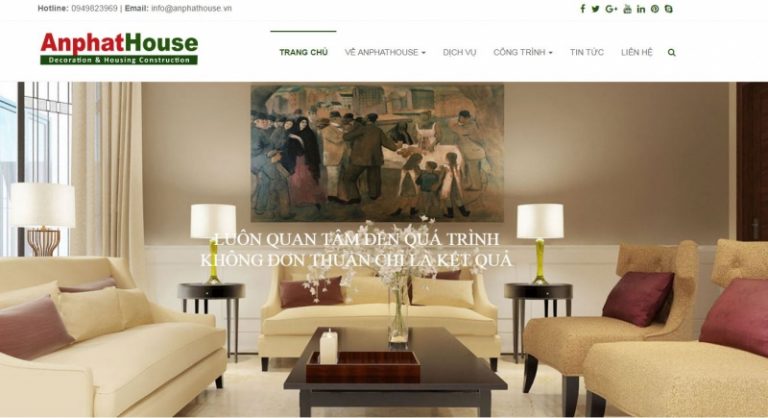 Hotline: 0949823969 | Email: info@anphathouse.vn
AnphatHouse
Decoration & Housing Construction
TRANG CHỦ VỀ ANPHATHOUSE DỊCH VỤ CÔNG TRÌNH TIN TỨC LIÊN HỆ
LUÔN QUAN TÂM ĐẾN QUÁ TRÌNH
KHÔNG ĐƠN THUẦN CHỈ LÀ KẾT QUẢ